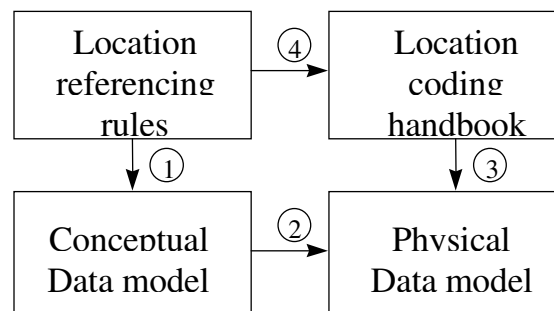 Location
referencing
rules
4
Location
coding
handbook
1
3
Conceptual
Data model
2
Physical
Data model